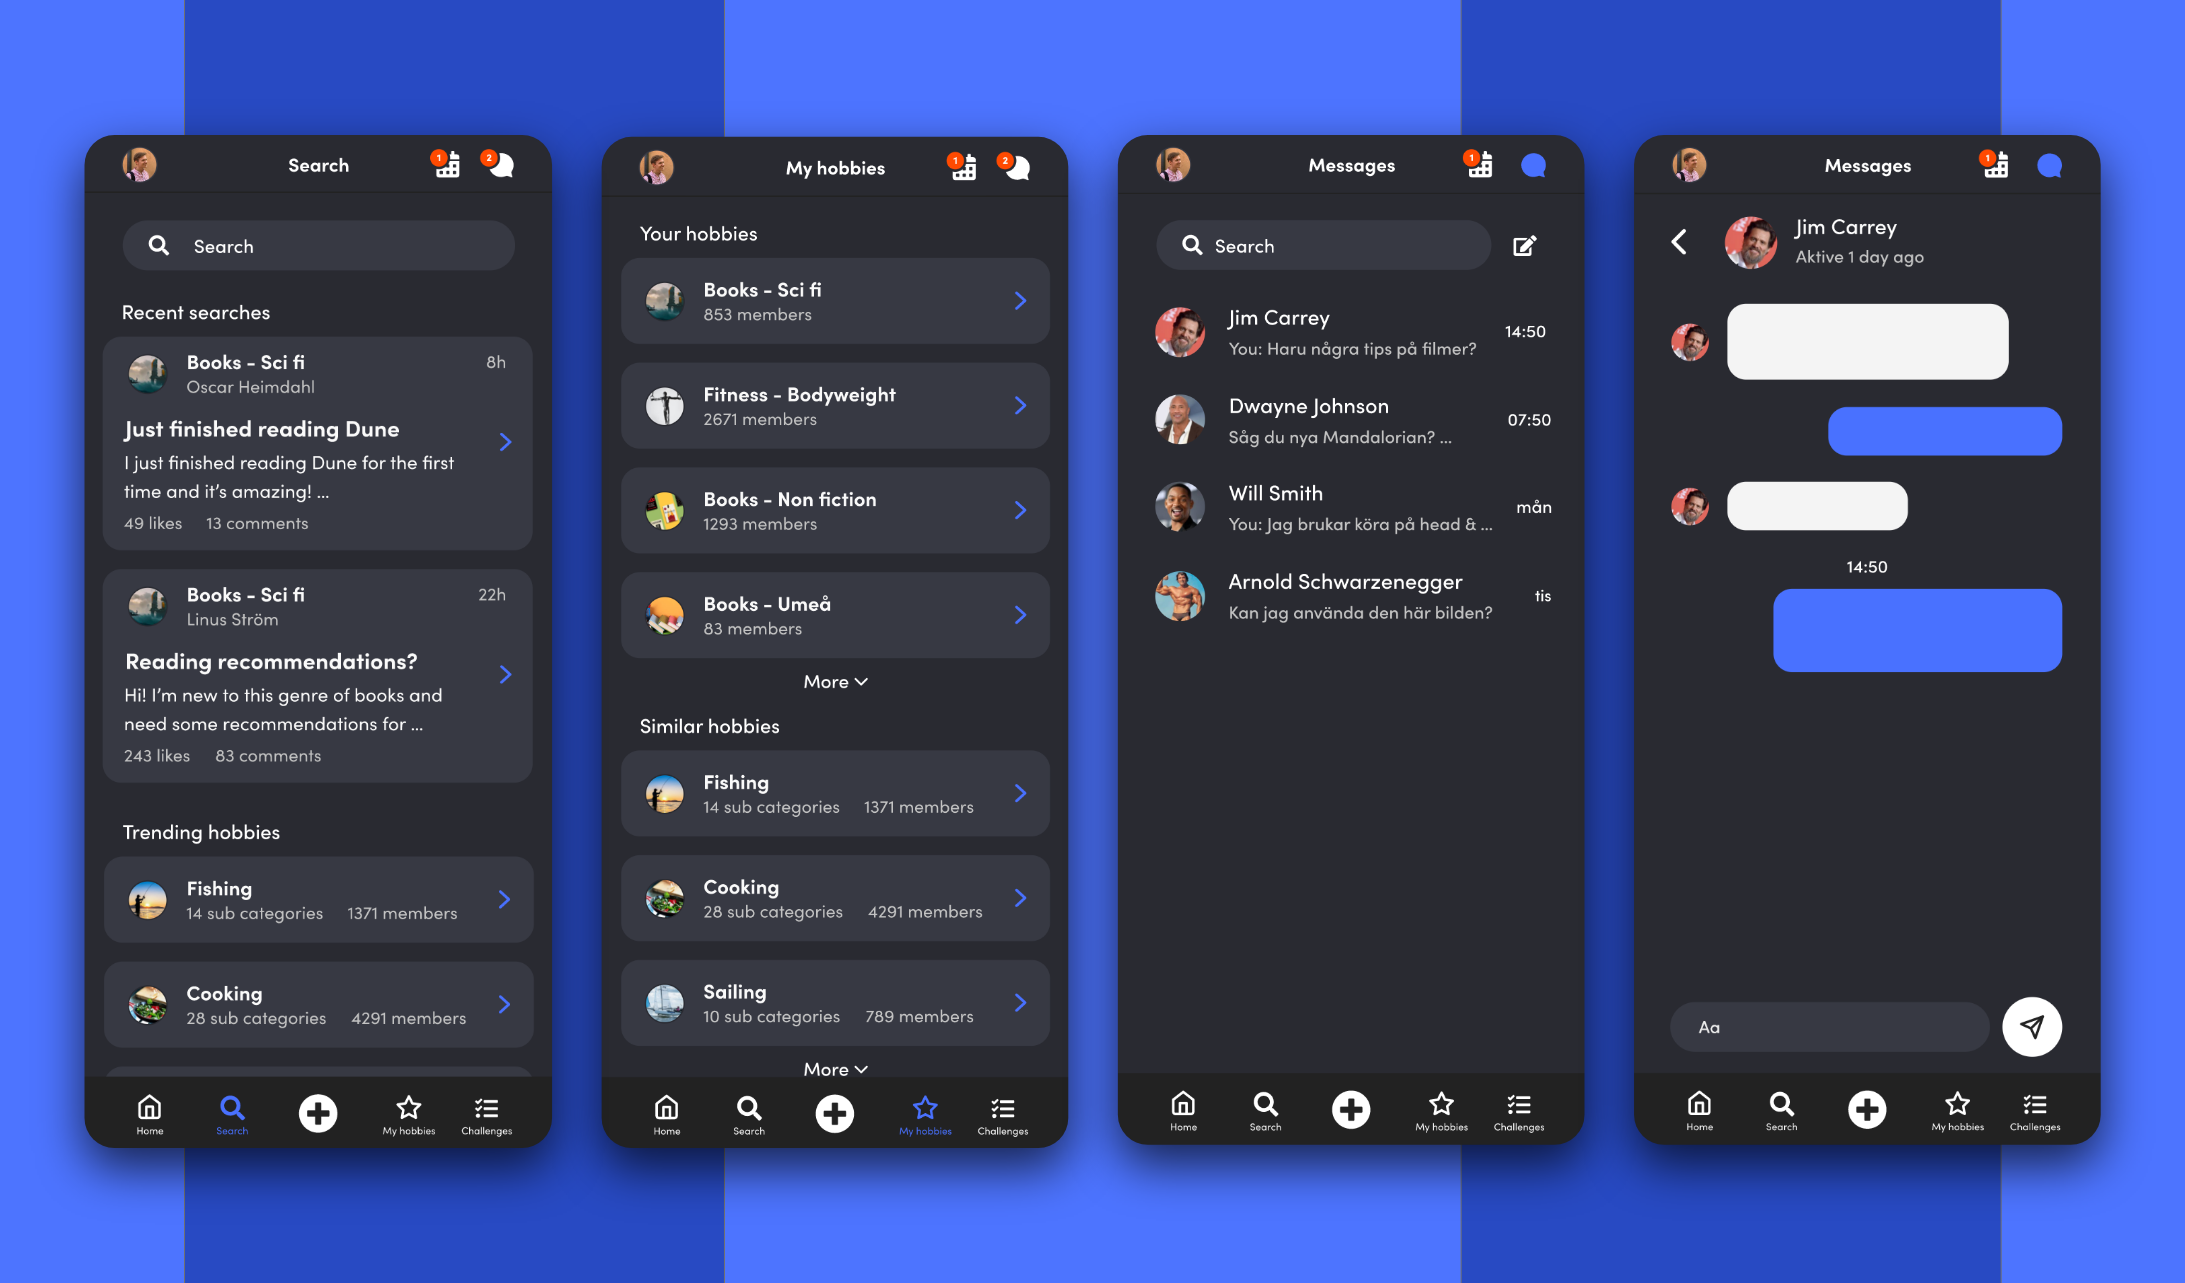 Search
1
2
Search
Recent searches
Books - Sci fi
8h
Oscar Heimdahl
Just finished reading Dune
I just finished reading Dune for the first
time and it's amazing! ...
49 likes 13 comments
Books - Sci fi
22h
Linus Ström
Reading recommendations?
Hi! I'm new to this genre of books and
need some recommendations for ...
243 likes 83 comments
Trending hobbies
Fishing
14 sub categories 1371 members
Cooking
28 sub categories 4291 members
Home Search My hobbies Challenges
My hobbies
1
2
Your hobbies
Books - Sci fi
853 members
Fitness - Bodyweight
2671 members
Books - Non fiction
1293 members
Books - Umeå
83 members
More
Similar hobbies
Fishing
14 sub categories 1371 members
Cooking
28 sub categories 4291 members
Sailing
10 sub categories 789 members
More
Home Search My hobbies Challenges
Messages
1
Search
Jim Carrey
14:50
You: Haru några tips på filmer?
Dwayne Johnson
07:50
Såg du nya Mandalorian? ...
Will Smith
mån
You: Jag brukar köra på head & ...
Arnold Schwarzenegger
tis
Kan jag använda den här bilden?
Home Search My hobbies Challenges
Messages
1
Jim Carrey
Aktive 1 day ago
14:50
Aa
Home Search My hobbies Challenges